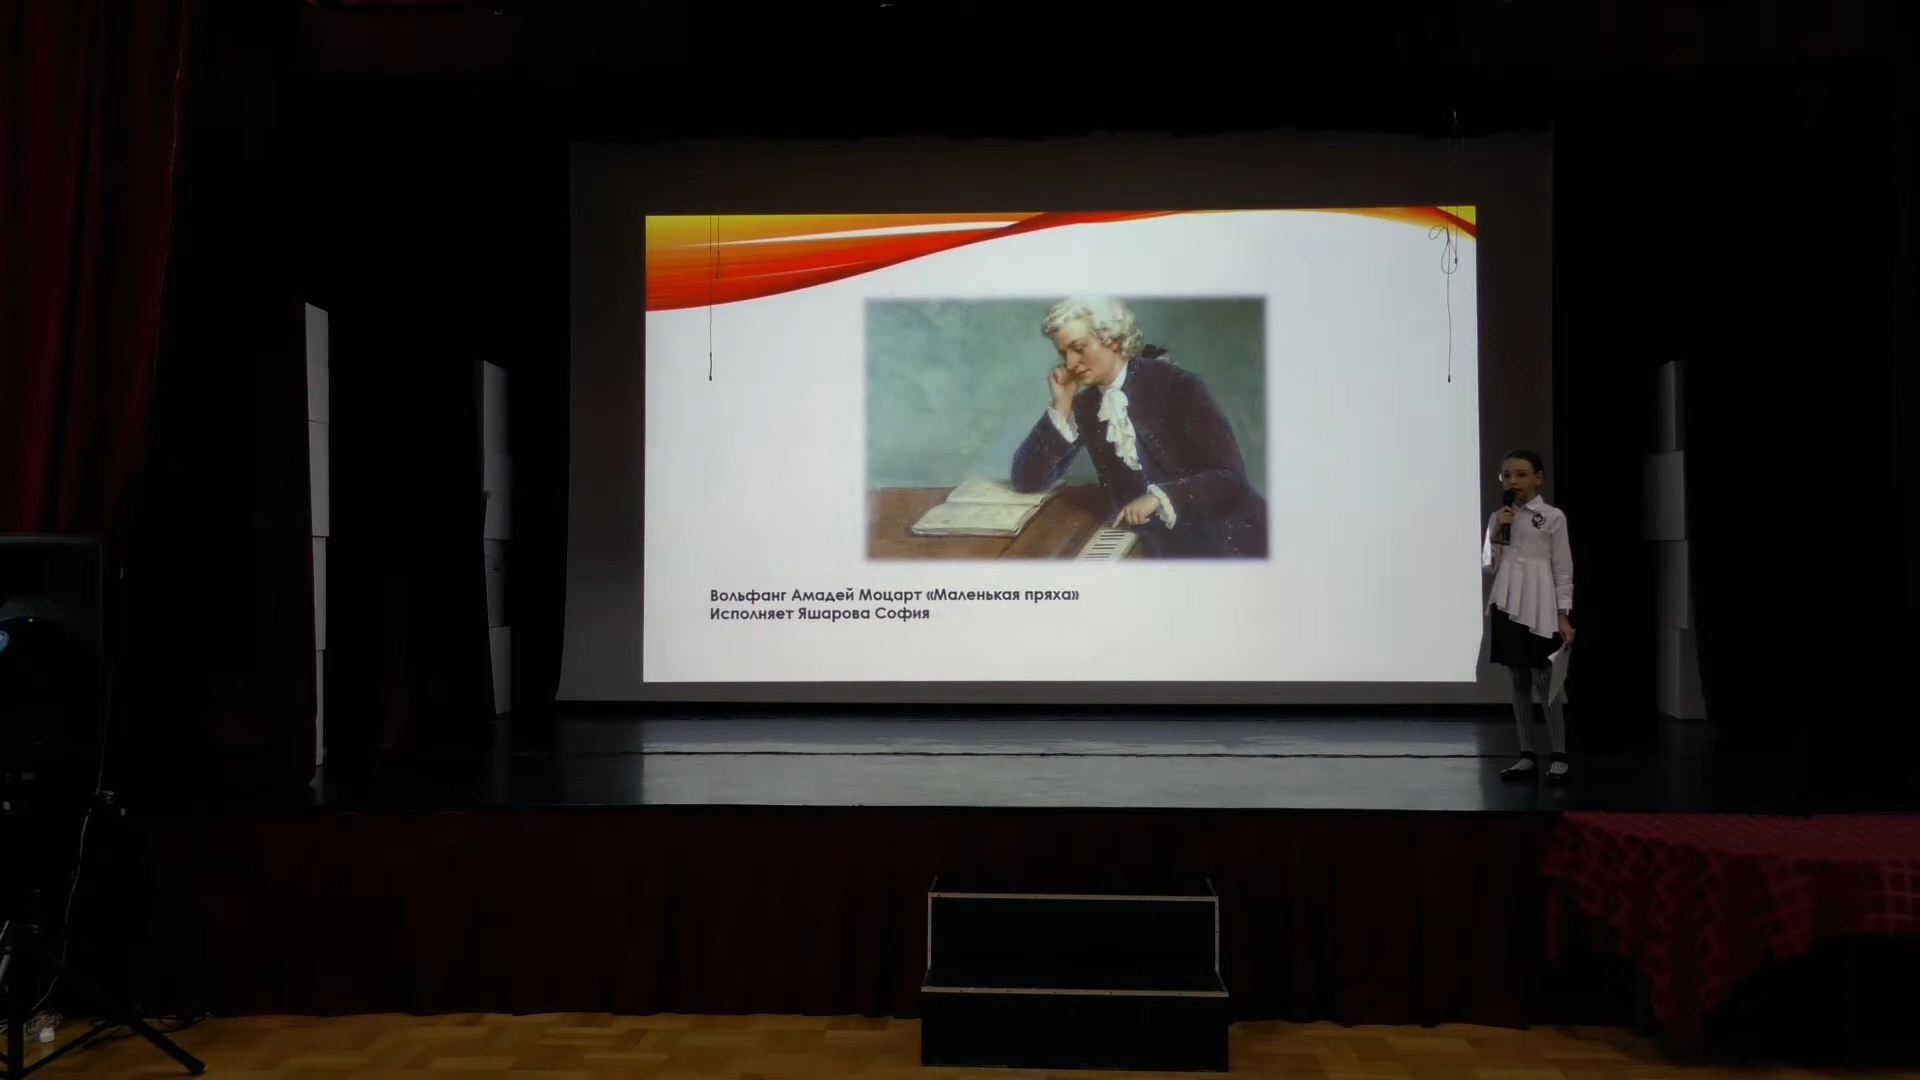 Вольфанг Амадей Моцарт «Маленькая пряха»
Исполняет Яшарова София